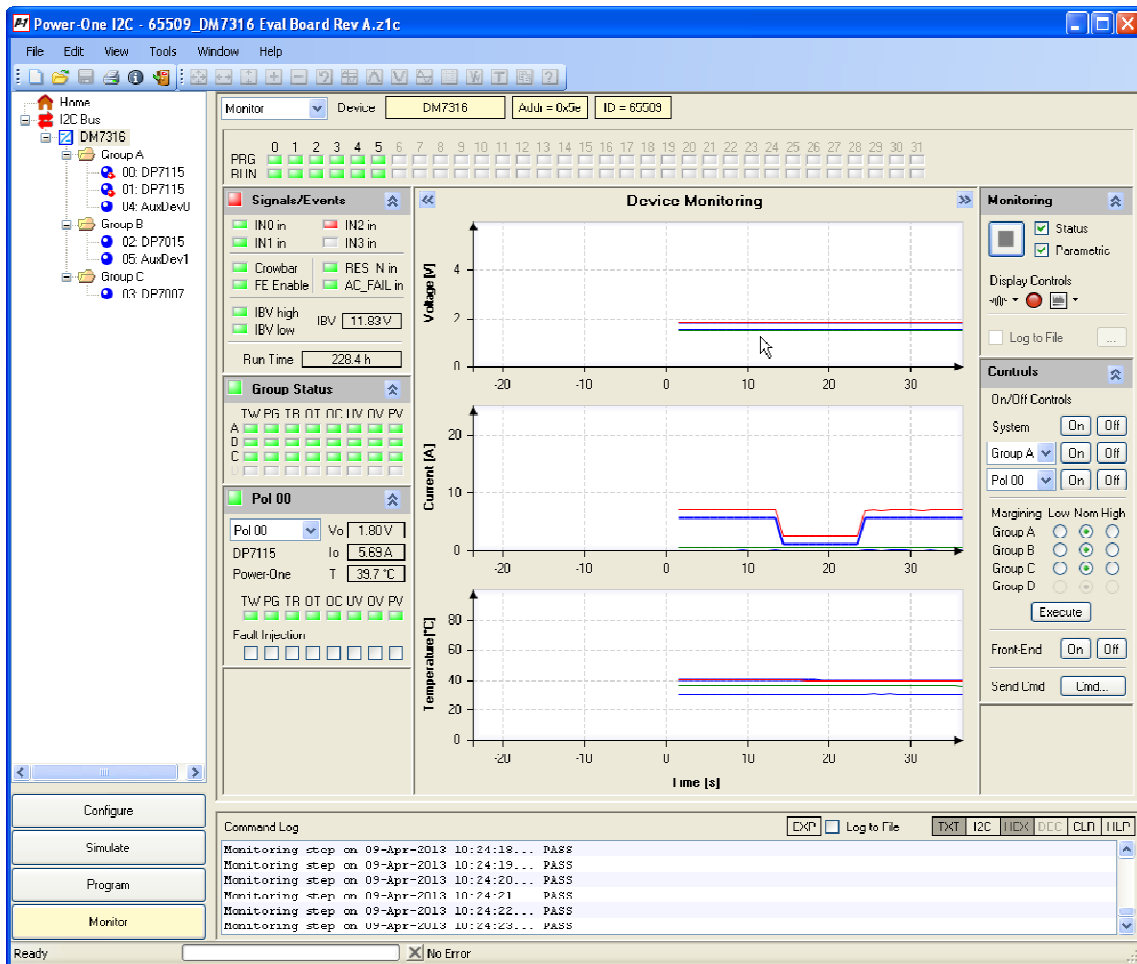 Power-One I2C - 65509_DM7316 Eval Board Rev A.z1c
File Edit View Tools Window Help
Home
I2C Bus
DM7316
Group A
00: DP7115
01: DP7115
04: AuxDev0
Group B
02: DP7015
05: AuxDev1
Group C
03: DP7007
Configure
Simulate
Program
Monitor
Monitor Device DM7316 Addr = 0x5e ID = 65509
0 1 2 3 4 5 6 7 8 9 10 11 12 13 14 15 16 17 18 19 20 21 22 23 24 25 26 27 28 29 30 31
PRG
RUN
Signals/Events
IN0 in IN2 in
IN1 in IN3 in
Crowbar RES_N in
FE Enable AC_FAIL in
IBV high
IBV low
IBV 11.83 V
Run Time 228.4 h
Group Status
TW PG TR OT OC UV OV PV
A
B
C
D
Pol 00
Pol 00 Vo 1.80 V
DP7115 Io 5.69 A
Power-One T 39.7 °C
TW PG TR OT OC UV OV PV
Fault Injection
Device Monitoring
Voltage [V]
4
2
0
-20 -10 0 10 20 30
Current [A]
20
10
0
-20 -10 0 10 20 30
Temperature[°C]
80
60
40
20
0
-20 -10 0 10 20 30
Time [s]
Monitoring
Status
Parametric
Display Controls
Log to File ...
Controls
On/Off Controls
System On Off
Group A On Off
Pol 00 On Off
Margining Low Nom High
Group A
Group B
Group C
Group D
Execute
Front-End On Off
Send Cmd Cmd...
Command Log EXP Log to File TXT I2C HEX DEC CLR HLP
Monitoring step on 09-Apr-2013 10:24:18... PASS
Monitoring step on 09-Apr-2013 10:24:19... PASS
Monitoring step on 09-Apr-2013 10:24:20... PASS
Monitoring step on 09-Apr-2013 10:24:21... PASS
Monitoring step on 09-Apr-2013 10:24:22... PASS
Monitoring step on 09-Apr-2013 10:24:23... PASS
Ready No Error